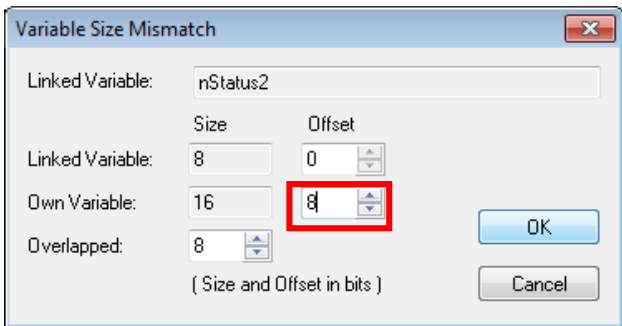 Variable Size Mismatch
Linked Variable: nStatus2
Size Offset
Linked Variable: 8 0
Own Variable: 16 8
OK
Overlapped: 8
( Size and Offset in bits ) Cancel